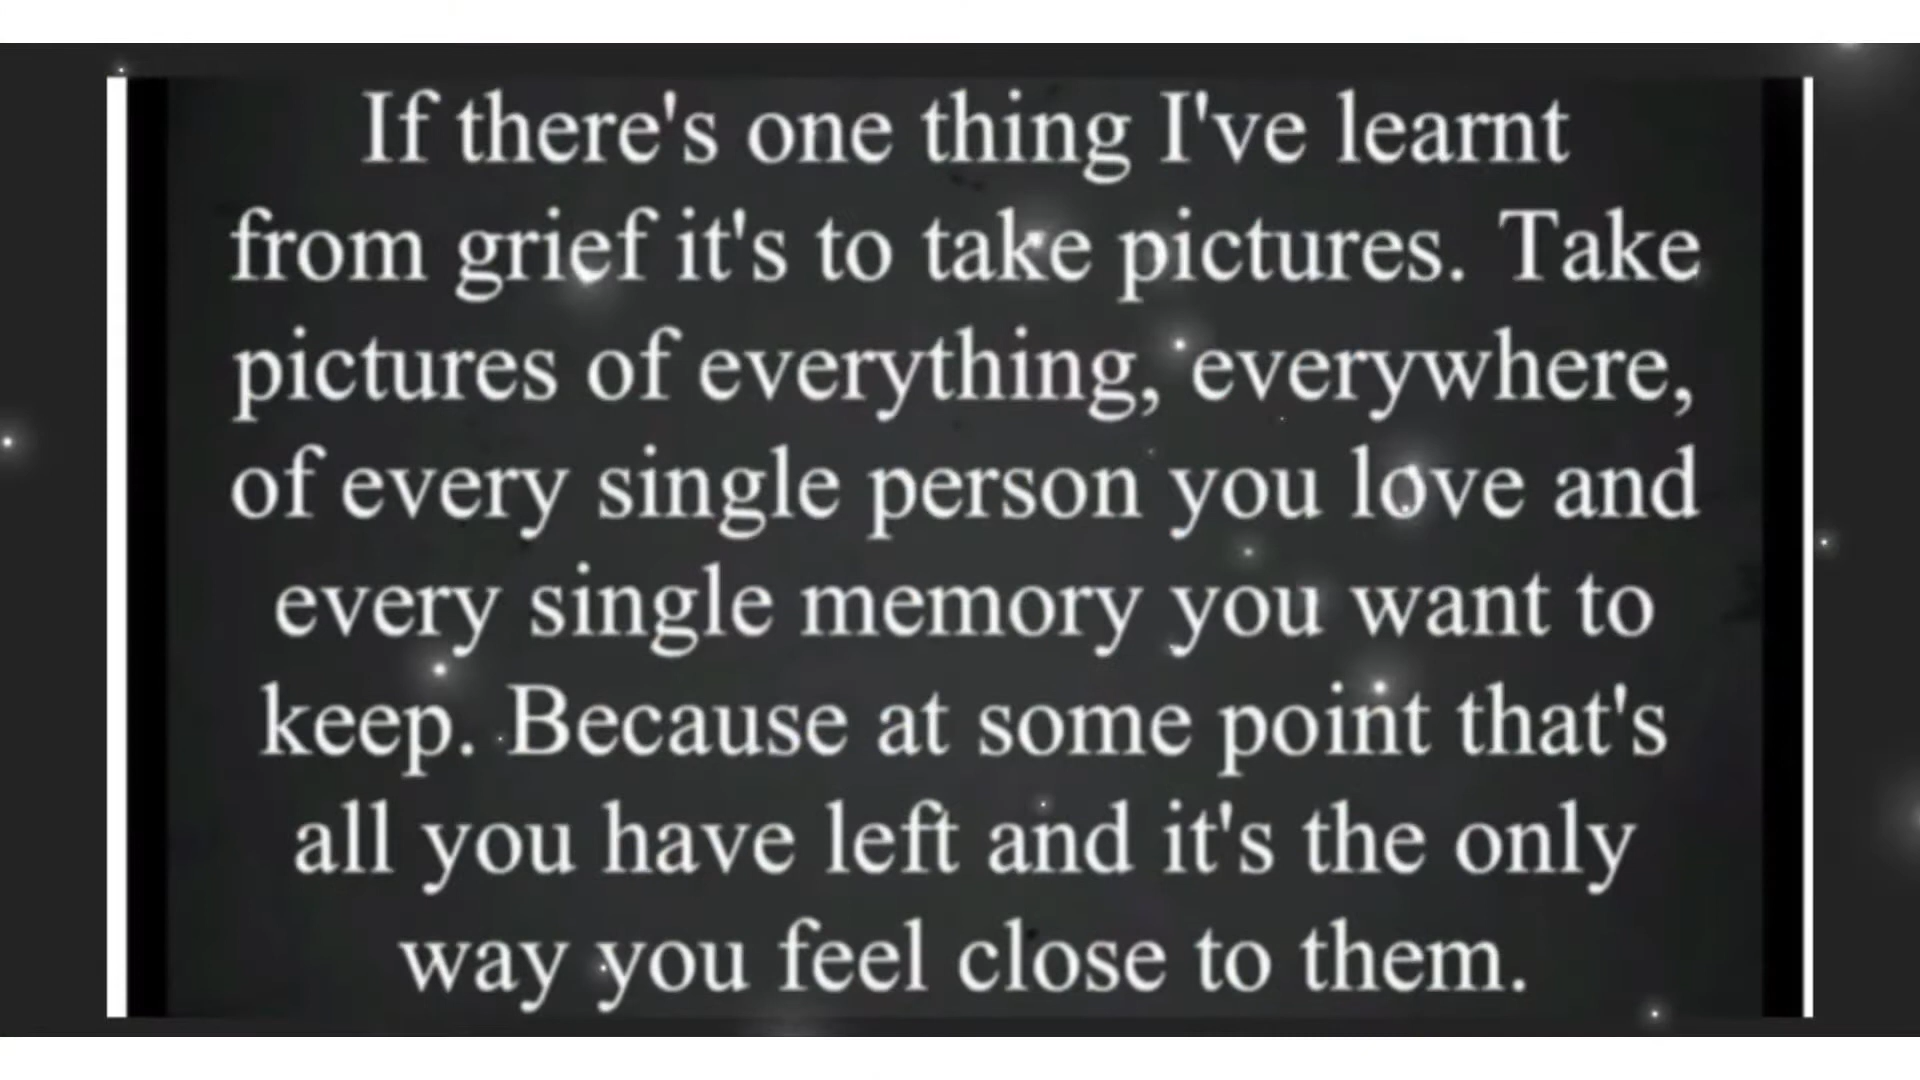 If there's one thing I've learnt
from grief it's to take pictures. Take
pictures of everything, everywhere,
of every single person you love and
every single memory you want to
keep. Because at some point that's
all you have left and it's the only
way you feel close to them.